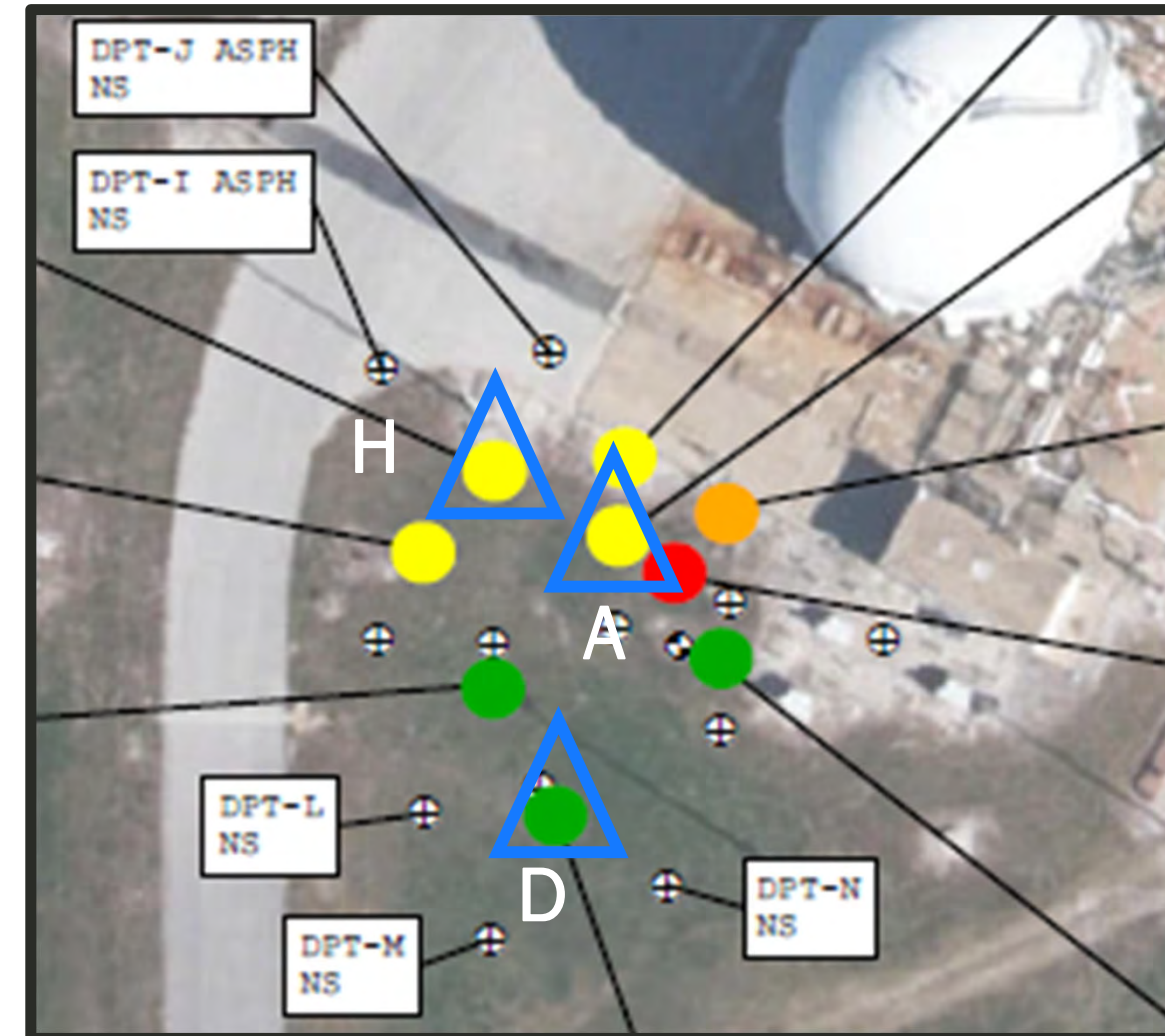 DPT-J ASPH
NS
DPT-I ASPH
NS
H
A
DPT-L
NS
D
DPT-N
NS
DPT-M
NS